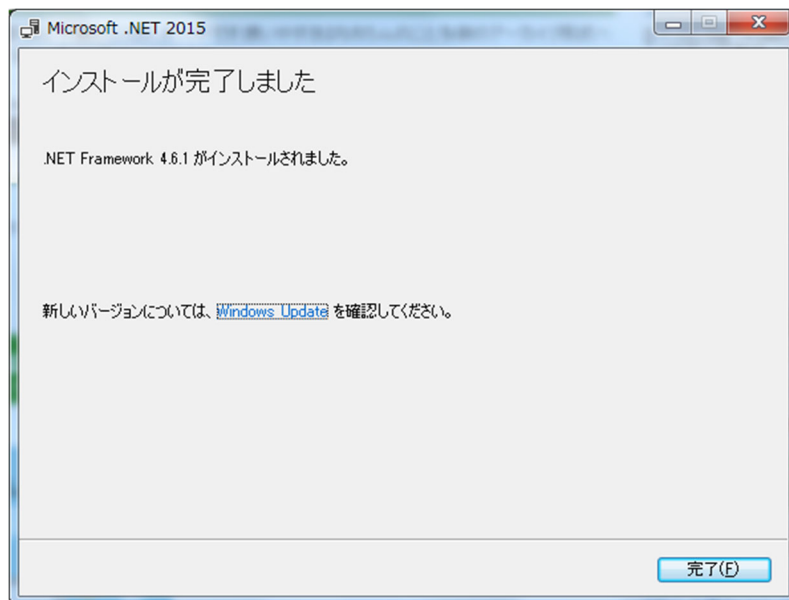 Microsoft .NET 2015
インストールが完了しました
.NET Framework 4.6.1 がインストールされました。
新しいバージョンについては、Windows Update を確認してください。
完了(F)